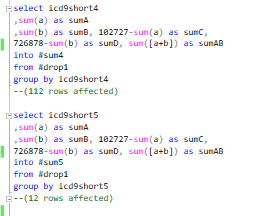 select icd9short4
,sum(a) as sumA
,sum(b) as sumB, 102727-sum(a) as sumC,
726878-sum(b) as sumD, sum([a+b]) as sumAB
into #sum4
from #drop1
group by icd9short4
--(112 rows affected)
select icd9short5
,sum(a) as sumA
,sum(b) as sumB, 102727-sum(a) as sumC,
726878-sum(b) as sumD, sum([a+b]) as sumAB
into #sum5
from #drop1
group by icd9short5
--(12 rows affected)